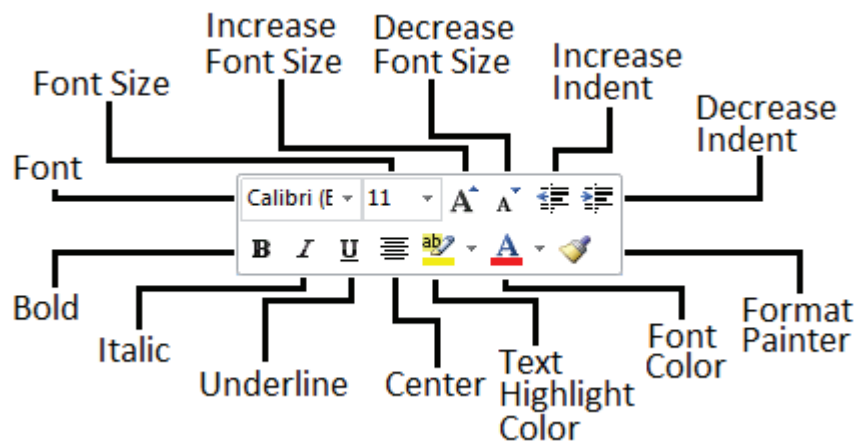 Increase
Font Size
Decrease
Font Size
Increase
Indent
Font Size
Decrease
Indent
Font
Calibri (E
11
A
A
B
I
U
ab
A
Bold
Italic
Underline
Center
Text
Highlight
Color
Font
Color
Format
Painter